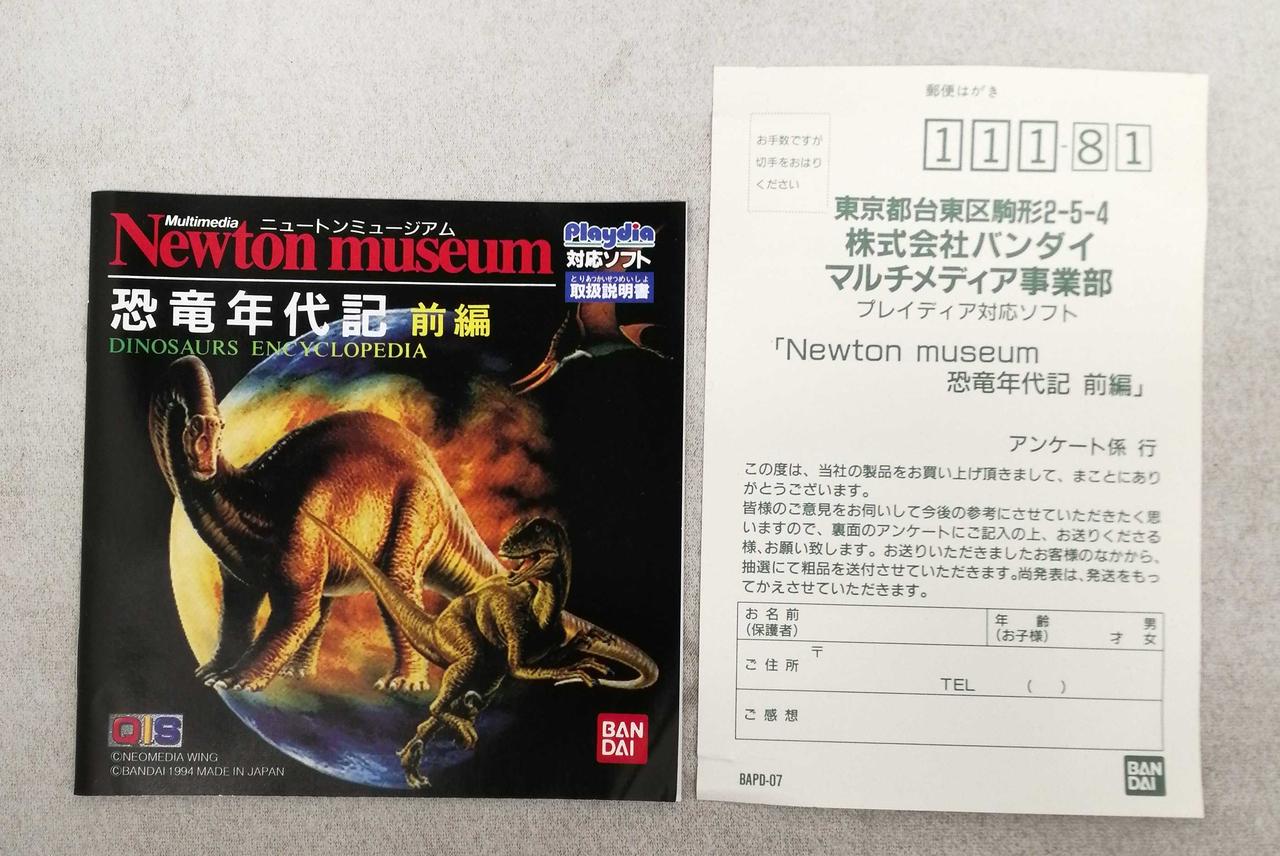 Multimedia
ニュートンミュージアム
Newton museum
Playdia
対応ソフト
とりあつかいせつめいしょ
取扱説明書
恐竜年代記 前編
DINOSAURS ENCYCLOPEDIA
QIS
©NEOMEDIA WING
©BANDAI 1994 MADE IN JAPAN
BAN
DAI
郵便はがき
お手数ですが
切手をおはり
ください
111-81
東京都台東区駒形2-5-4
株式会社バンダイ
マルチメディア事業部
プレイディア対応ソフト
「Newton museum
恐竜年代記 前編」
アンケート係 行
この度は、当社の製品をお買い上げ頂きまして、まことにあり
がとうございます。
皆様のご意見をお伺いして今後の参考にさせていただきたく思
いますので、裏面のアンケートにご記入の上、お送りくださる
様、お願い致します。お送りいただきましたお客様のなかから、
抽選にて粗品を送付させていただきます。尚発表は、発送をもっ
てかえさせていただきます。
お名前
(保護者)
年 齢 男
(お子様) 才 女
ご住所 〒
TEL ( )
ご感想
BAPD-07
BAN
DAI